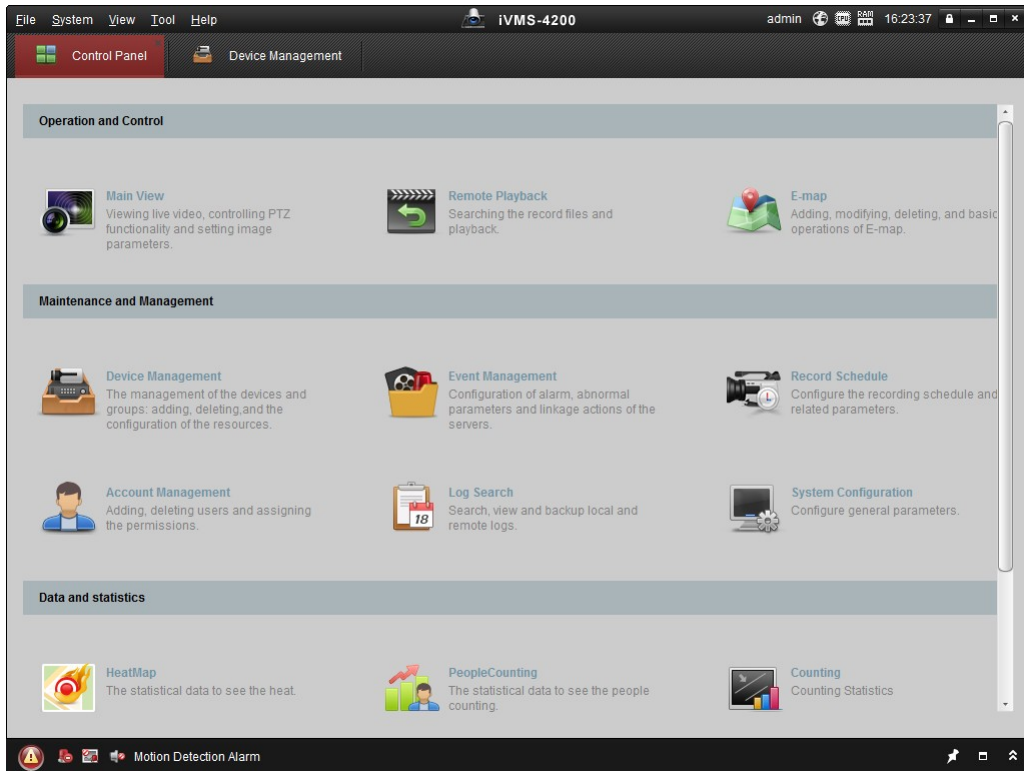 File System View Tool Help iVMS-4200 admin CPU RAM 16:23:37
Control Panel Device Management
Operation and Control
Main View
Viewing live video, controlling PTZ
functionality and setting image
parameters.
Remote Playback
Searching the record files and
playback.
E-map
Adding, modifying, deleting, and basic
operations of E-map.
Maintenance and Management
Device Management
The management of the devices and
groups: adding, deleting,and the
configuration of the resources.
Event Management
Configuration of alarm, abnormal
parameters and linkage actions of the
servers.
Record Schedule
Configure the recording schedule and
related parameters.
Account Management
Adding, deleting users and assigning
the permissions.
18
Log Search
Search, view and backup local and
remote logs.
System Configuration
Configure general parameters.
Data and statistics
HeatMap
The statistical data to see the heat.
PeopleCounting
The statistical data to see the people
counting.
Counting
Counting Statistics
Motion Detection Alarm